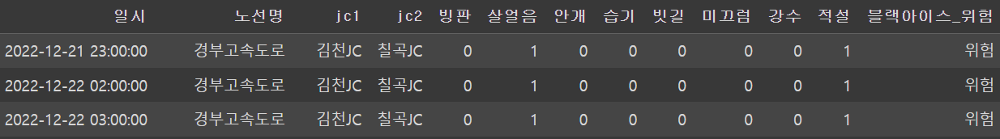 일시 노선명 jc1 jc2 빙판 살얼음 안개 습기 빗길 미끄럼 강수 적설 블랙아이스_위험
2022-12-21 23:00:00 경부고속도로 김천JC 칠곡JC 0 1 0 0 0 0 0 1 위험
2022-12-22 02:00:00 경부고속도로 김천JC 칠곡JC 0 1 0 0 0 0 0 1 위험
2022-12-22 03:00:00 경부고속도로 김천JC 칠곡JC 0 1 0 0 0 0 0 1 위험